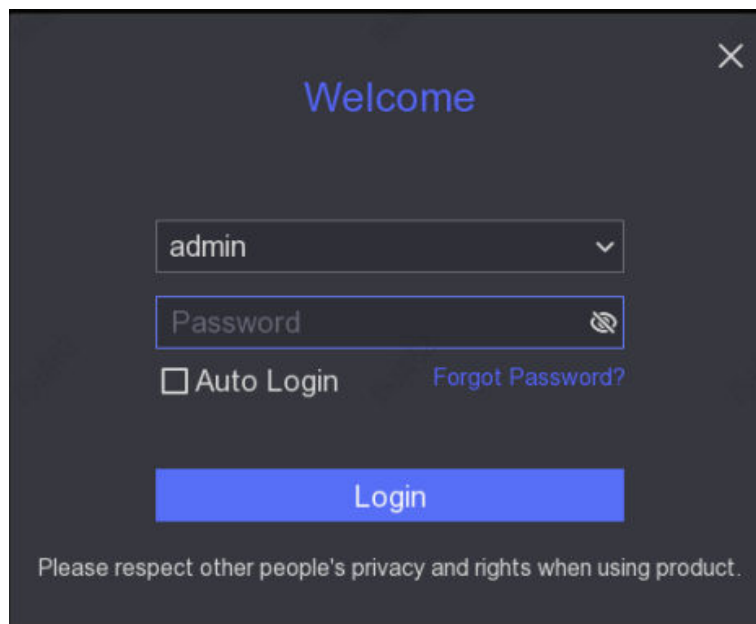 Welcome
admin
Password
Auto Login
Forgot Password?
Login
Please respect other people's privacy and rights when using product.